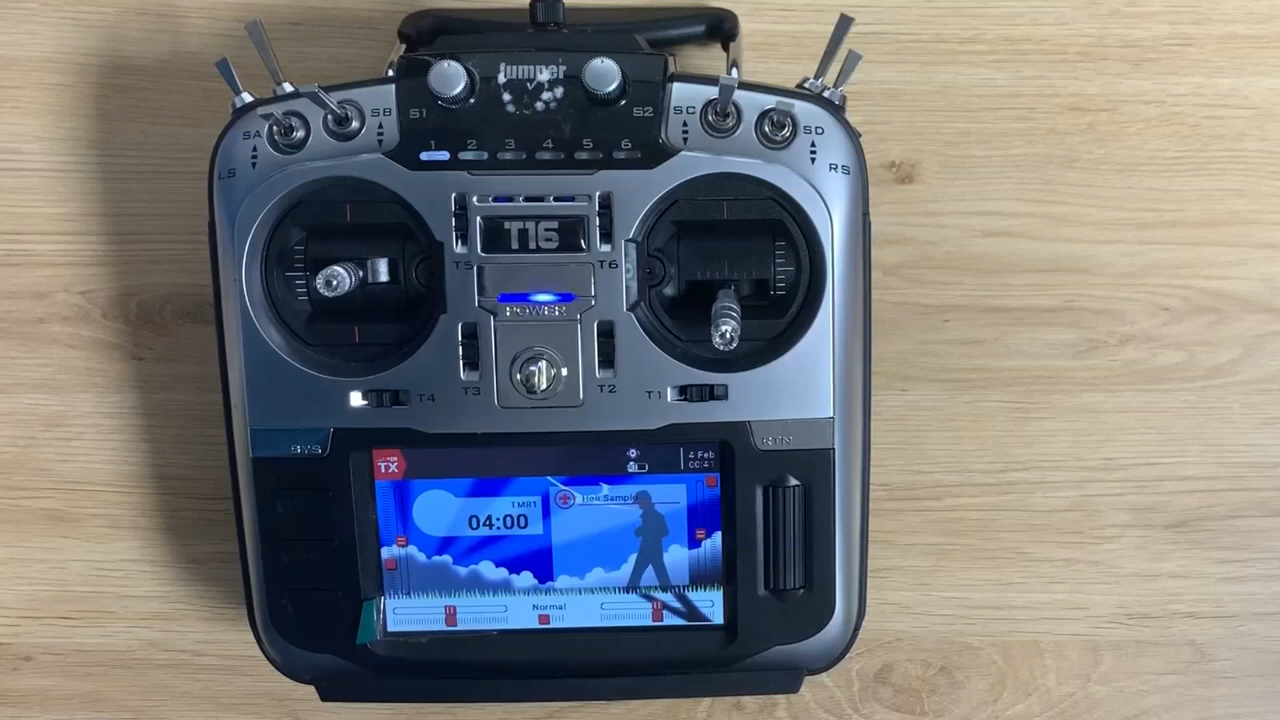 Jumper
S1
S2
SA
SB
SC
SD
1 2 3 4 5 6
LS
RS
T16
T5
T6
POWER
T3
T2
T4
T1
SYS
RTN
JUMPER
TX
4 Feb
00:41
TMR1
04:00
Heli Sample
Normal